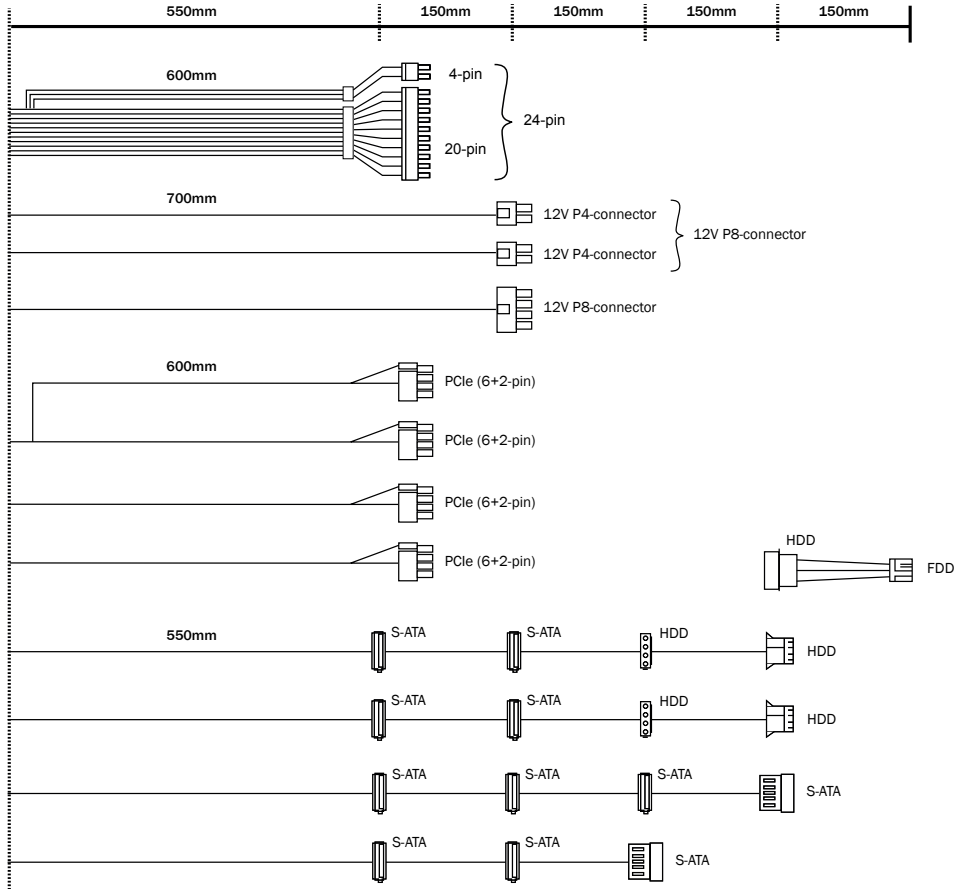 550mm 150mm 150mm 150mm 150mm
600mm
4-pin
24-pin
20-pin
700mm
12V P4-connector
12V P8-connector
12V P4-connector
12V P8-connector
600mm
PCIe (6+2-pin)
PCIe (6+2-pin)
PCIe (6+2-pin)
PCIe (6+2-pin)
HDD
FDD
550mm
S-ATA S-ATA HDD
HDD
S-ATA S-ATA HDD
HDD
S-ATA S-ATA S-ATA
S-ATA
S-ATA S-ATA
S-ATA